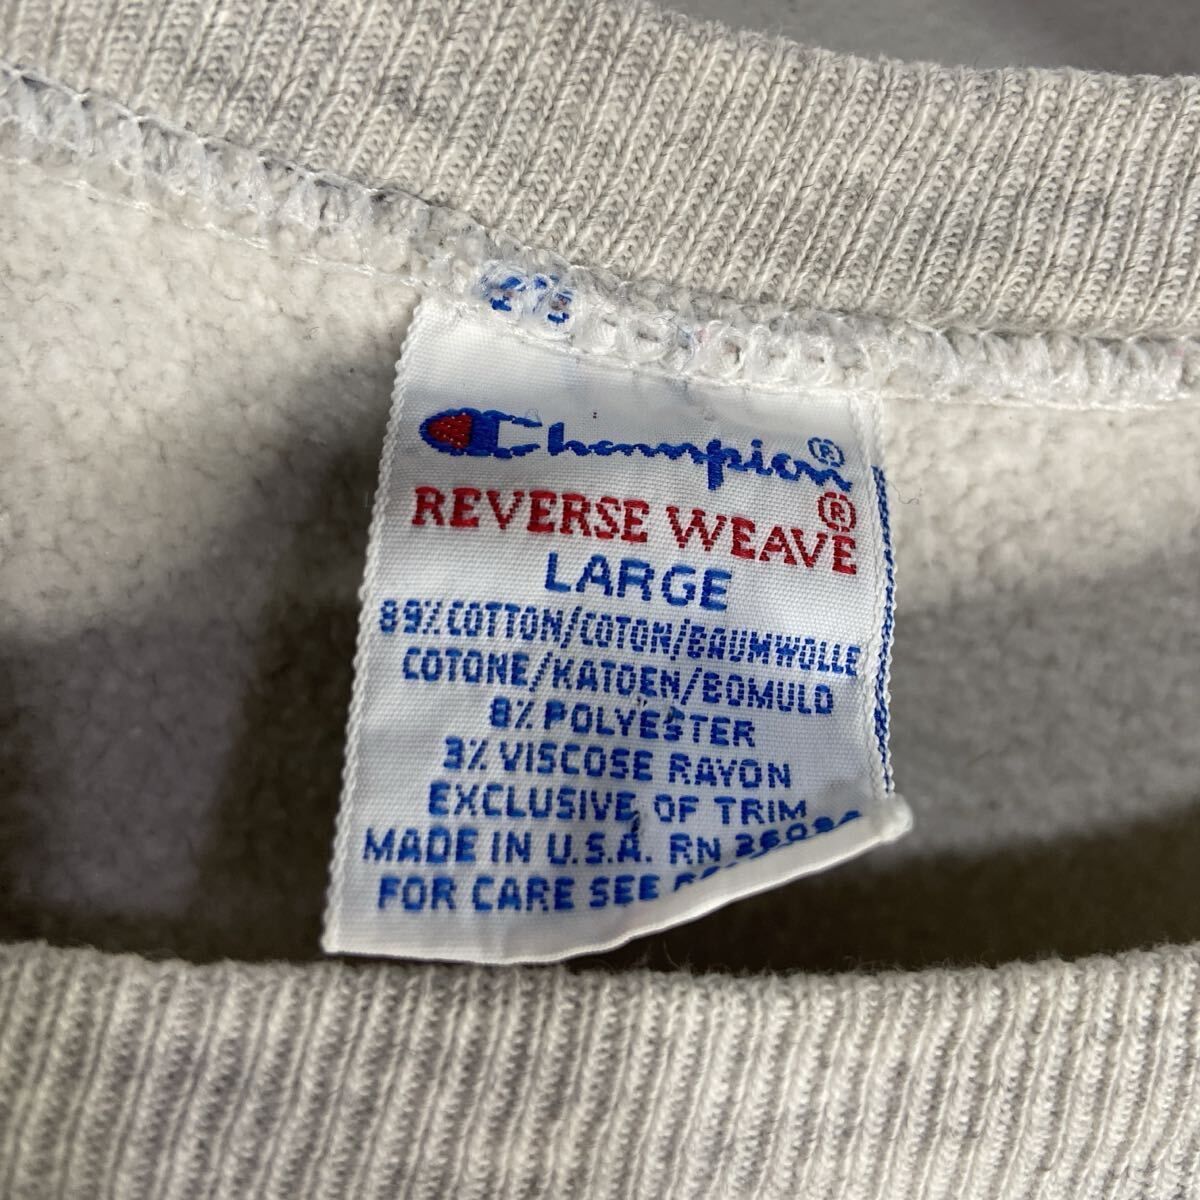 Champion®
REVERSE WEAVE®
LARGE
89% COTTON/COTON/BAUMWOLLE
COTONE/KATOEN/BOMULD
8% POLYESTER
3% VISCOSE RAYON
EXCLUSIVE OF TRIM
MADE IN U.S.A. RN
FOR CARE SEE